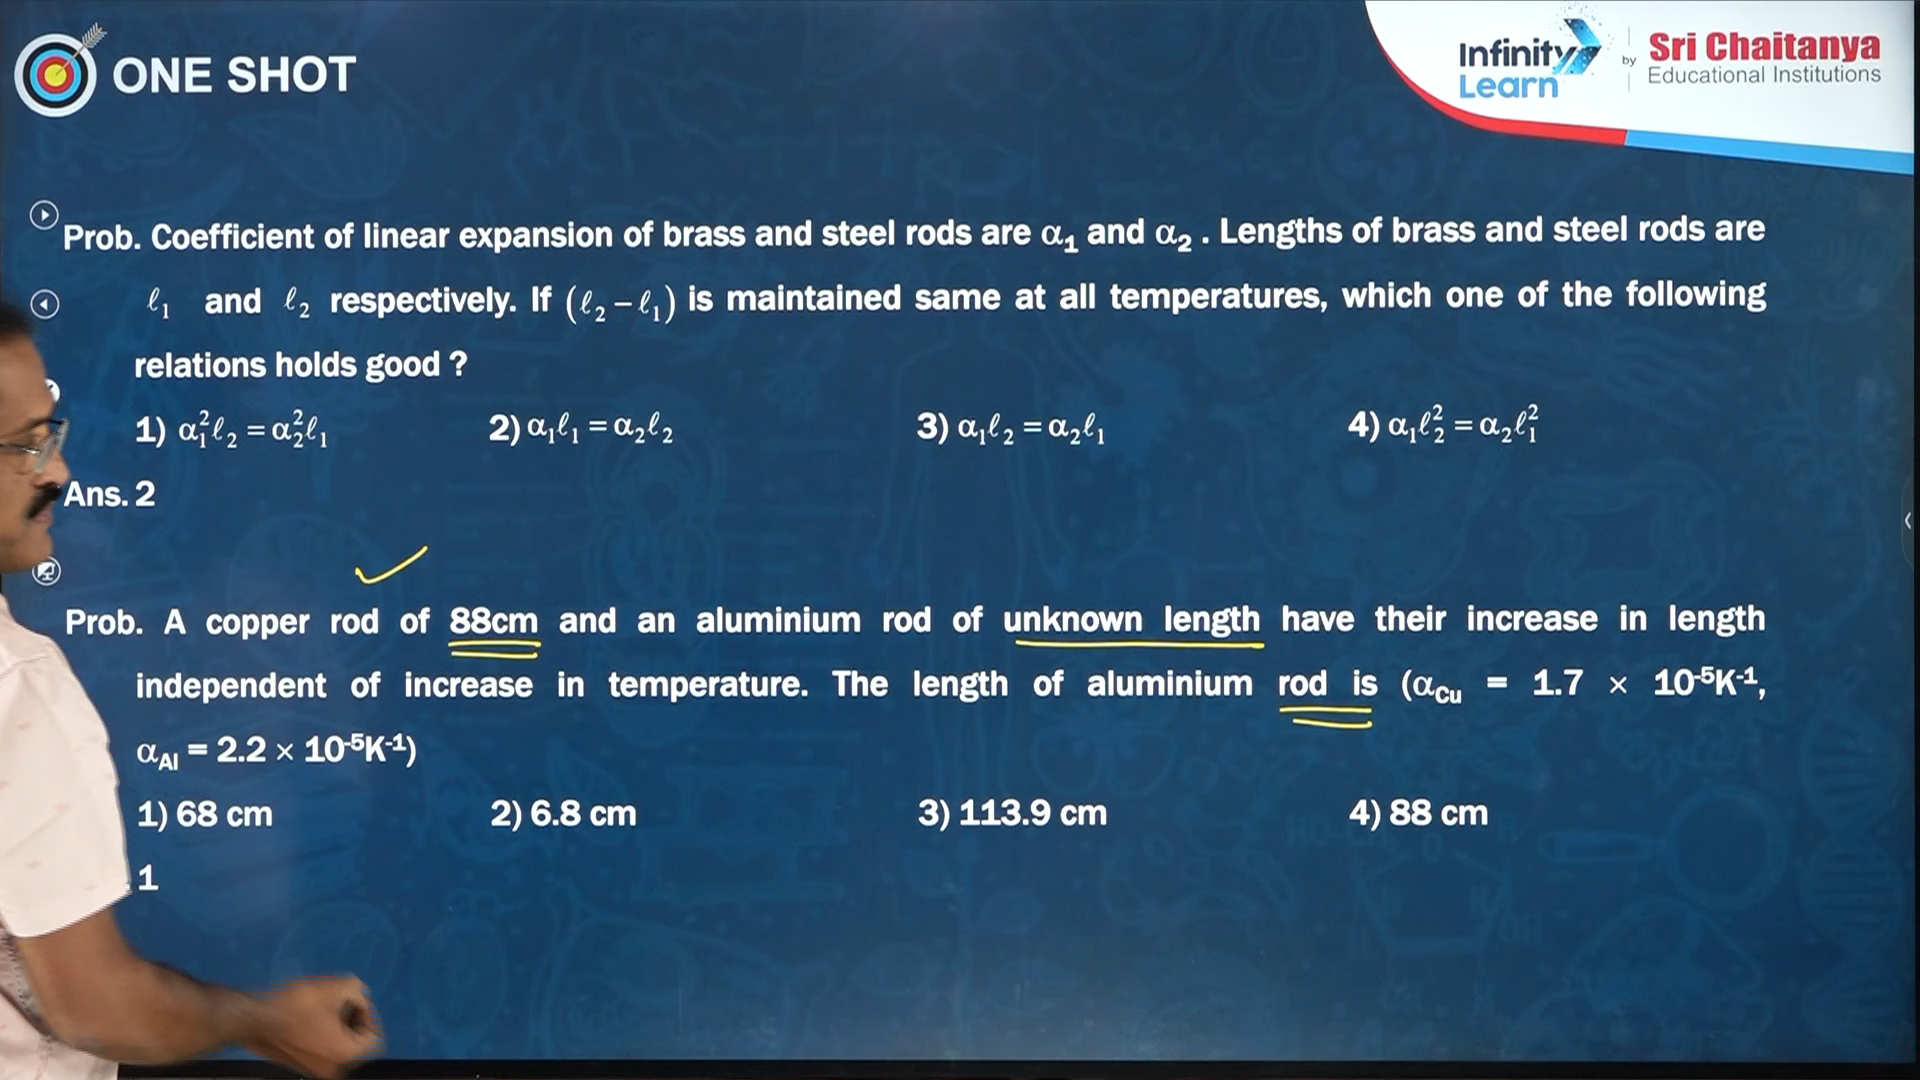 ONE SHOT
Infinity Learn by Sri Chaitanya Educational Institutions
Prob. Coefficient of linear expansion of brass and steel rods are α₁ and α₂ . Lengths of brass and steel rods are
ℓ₁ and ℓ₂ respectively. If (ℓ₂ – ℓ₁) is maintained same at all temperatures, which one of the following
relations holds good ?
1) α₁²ℓ₂ = α₂²ℓ₁ 2) α₁ℓ₁ = α₂ℓ₂ 3) α₁ℓ₂ = α₂ℓ₁ 4) α₁ℓ₂² = α₂ℓ₁²
Ans. 2
Prob. A copper rod of 88cm and an aluminium rod of unknown length have their increase in length
independent of increase in temperature. The length of aluminium rod is (α_Cu = 1.7 × 10⁻⁵K⁻¹,
α_Al = 2.2 × 10⁻⁵K⁻¹)
1) 68 cm 2) 6.8 cm 3) 113.9 cm 4) 88 cm
1